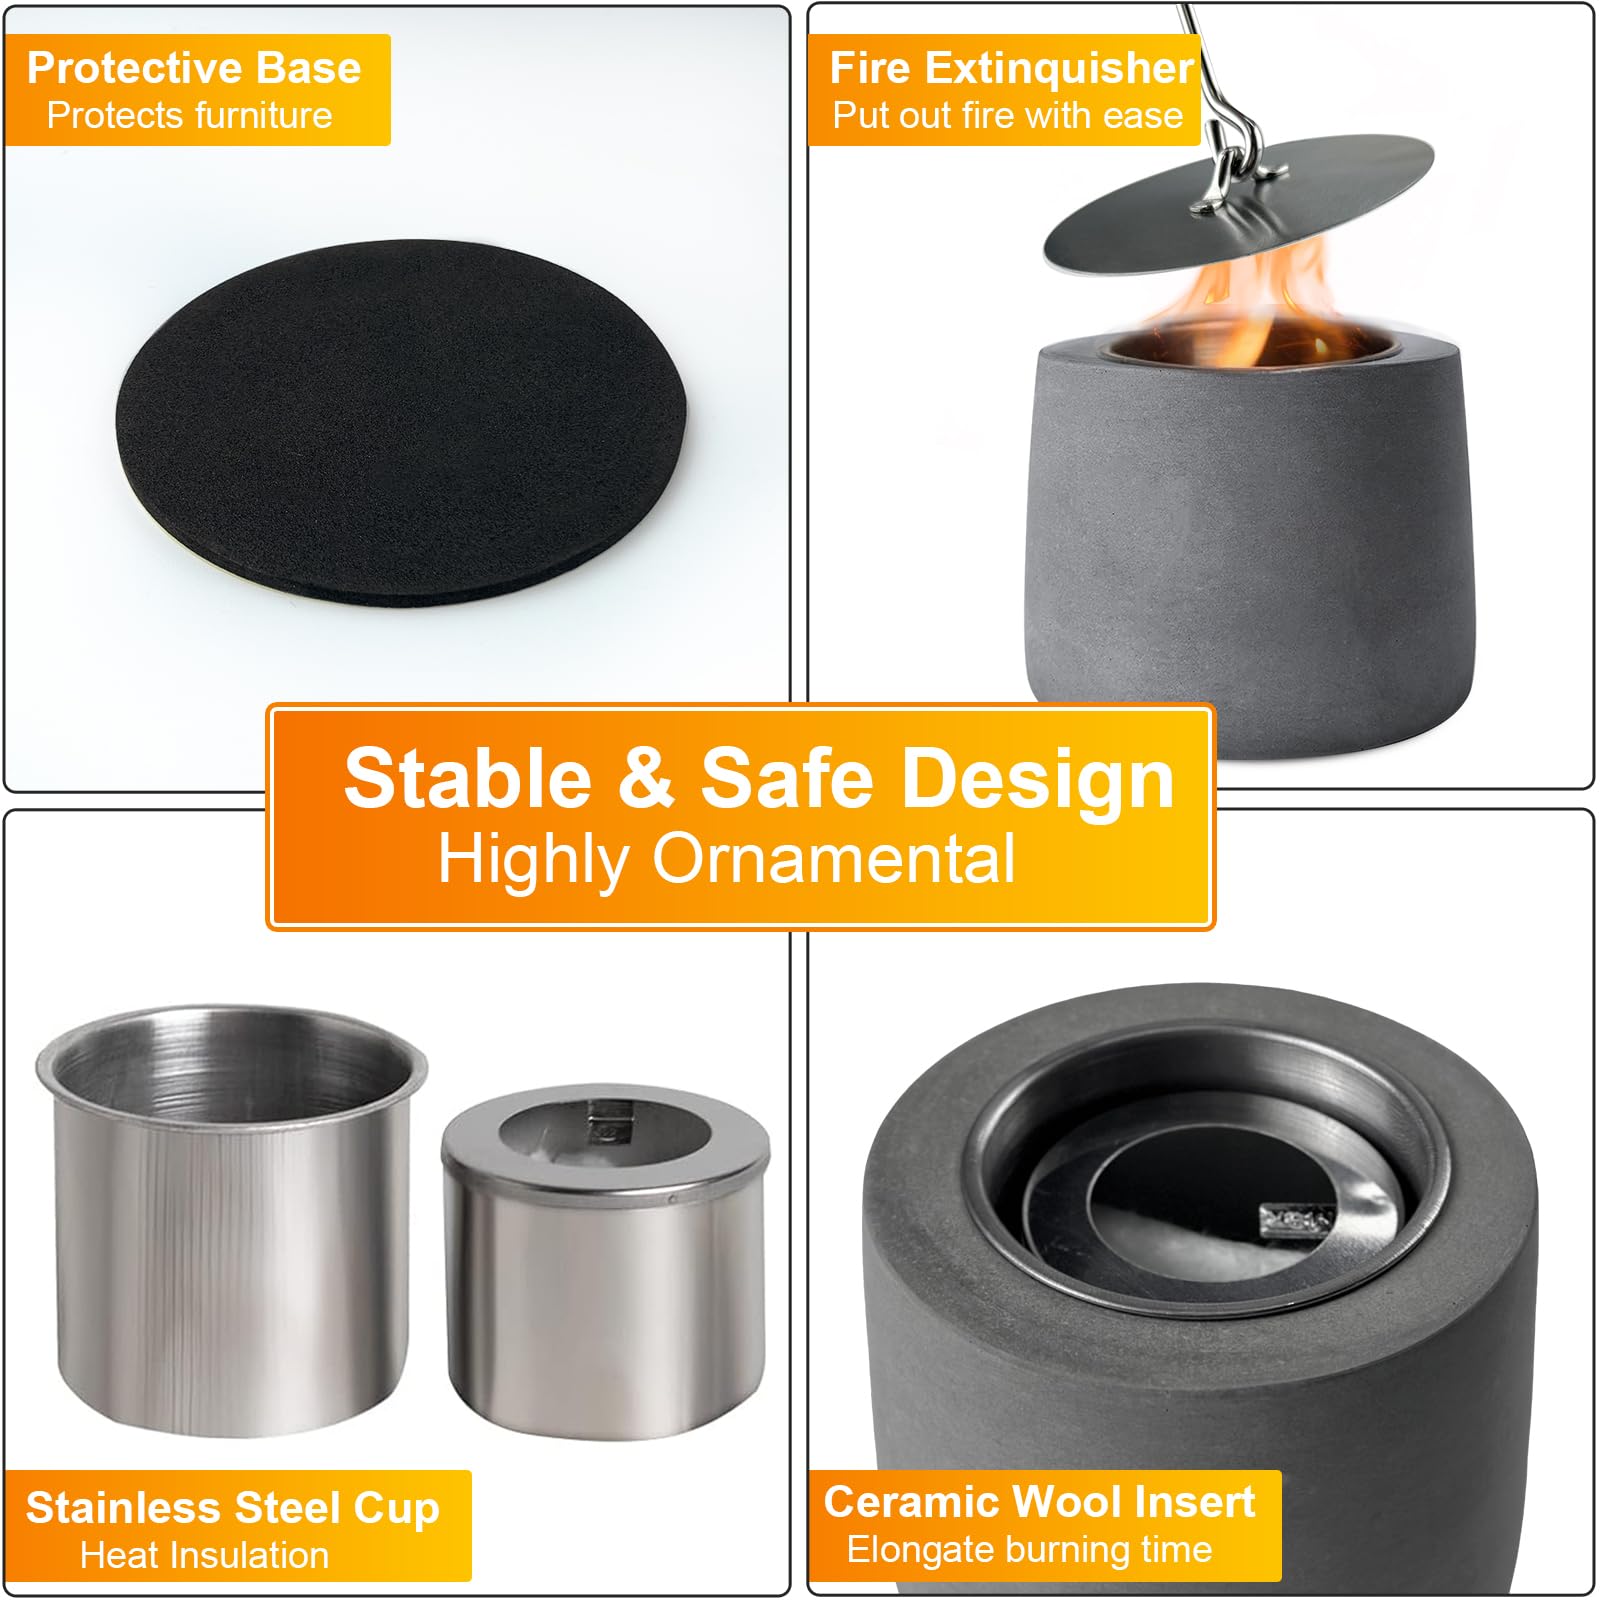 Protective Base
Protects furniture
Fire Extinquisher
Put out fire with ease
Stable & Safe Design
Highly Ornamental
Stainless Steel Cup
Heat Insulation
Ceramic Wool Insert
Elongate burning time